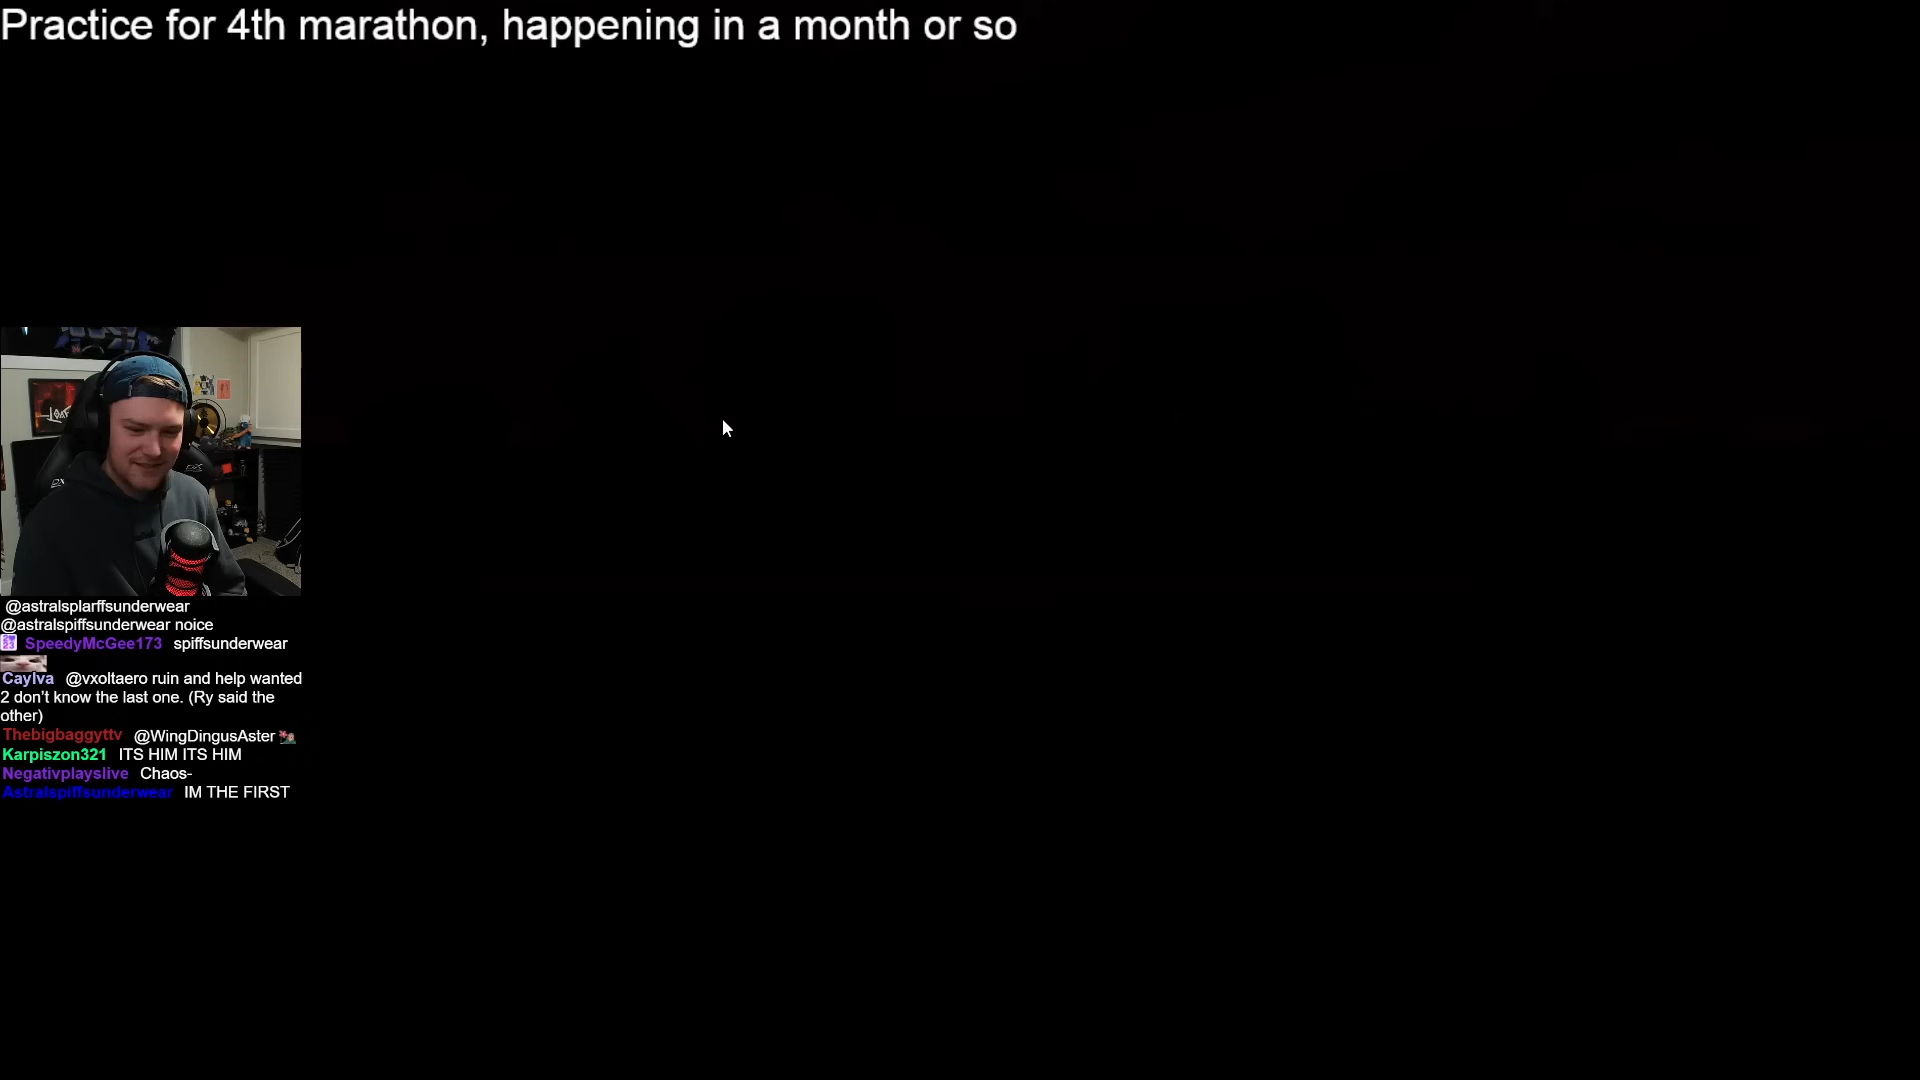 Practice for 4th marathon, happening in a month or so
@astralsplarffsunderwear
@astralspiffsunderwear noice
SpeedyMcGee173 spiffsunderwear
Caylva @vxoltaero ruin and help wanted
2 don't know the last one. (Ry said the
other)
Thebigbaggyttv @WingDingusAster
Karpiszon321 ITS HIM ITS HIM
Negativplayslive Chaos-
Astralspiffsunderwear IM THE FIRST